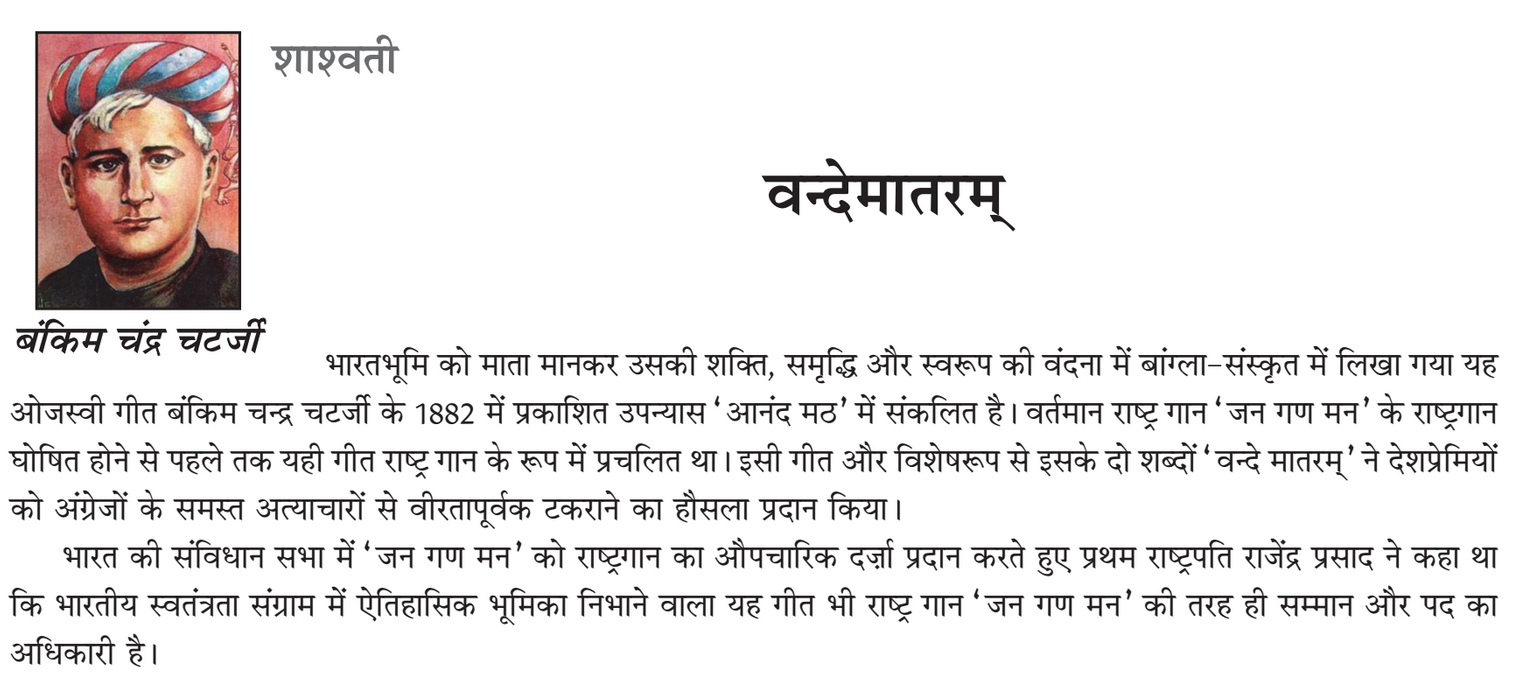 शाश्वती
वन्देमातरम्
बंकिम चंद्र चटर्जी
भारतभूमि को माता मानकर उसकी शक्ति, समृद्धि और स्वरूप की वंदना में बांग्ला-संस्कृत में लिखा गया यह
ओजस्वी गीत बंकिम चन्द्र चटर्जी के 1882 में प्रकाशित उपन्यास ‘आनंद मठ’ में संकलित है। वर्तमान राष्ट्र गान ‘जन गण मन’ के राष्ट्रगान
घोषित होने से पहले तक यही गीत राष्ट्र गान के रूप में प्रचलित था। इसी गीत और विशेषरूप से इसके दो शब्दों ‘वन्दे मातरम्’ ने देशप्रेमियों
को अंग्रेजों के समस्त अत्याचारों से वीरतापूर्वक टकराने का हौसला प्रदान किया।
भारत की संविधान सभा में ‘जन गण मन’ को राष्ट्रगान का औपचारिक दर्ज़ा प्रदान करते हुए प्रथम राष्ट्रपति राजेंद्र प्रसाद ने कहा था
कि भारतीय स्वतंत्रता संग्राम में ऐतिहासिक भूमिका निभाने वाला यह गीत भी राष्ट्र गान ‘जन गण मन’ की तरह ही सम्मान और पद का
अधिकारी है।